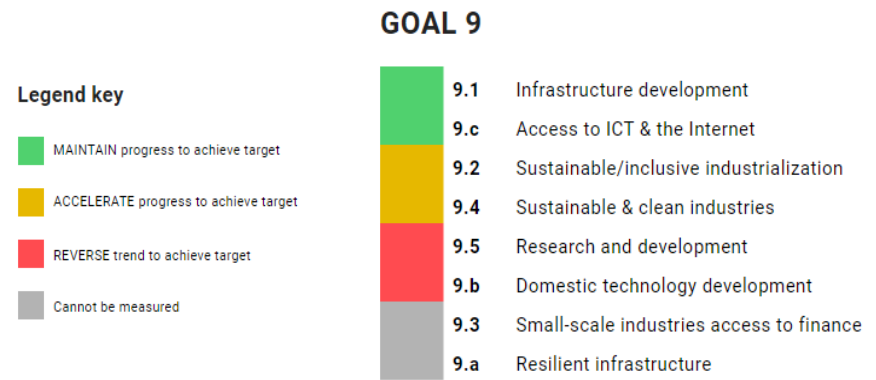 GOAL 9
Legend key
MAINTAIN progress to achieve target
ACCELERATE progress to achieve target
REVERSE trend to achieve target
Cannot be measured
9.1 Infrastructure development
9.c Access to ICT & the Internet
9.2 Sustainable/inclusive industrialization
9.4 Sustainable & clean industries
9.5 Research and development
9.b Domestic technology development
9.3 Small-scale industries access to finance
9.a Resilient infrastructure